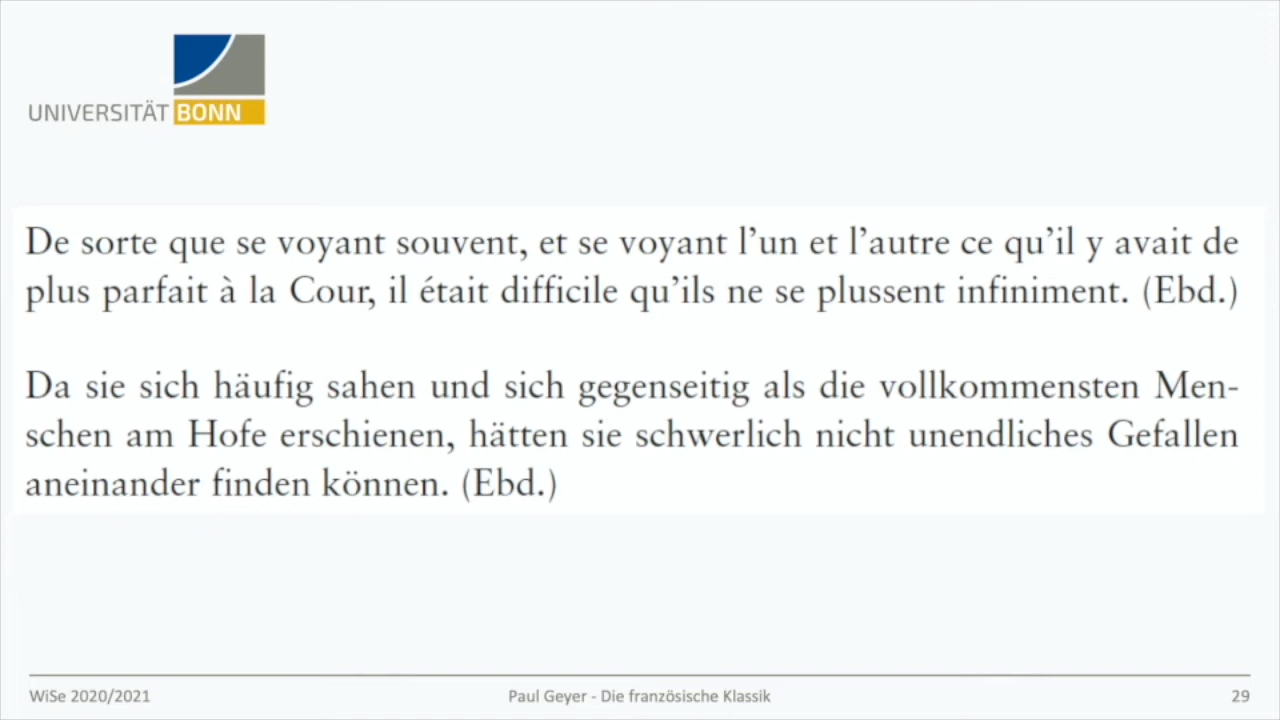 UNIVERSITÄT BONN
De sorte que se voyant souvent, et se voyant l’un et l’autre ce qu’il y avait de
plus parfait à la Cour, il était difficile qu’ils ne se plussent infiniment. (Ebd.)
Da sie sich häufig sahen und sich gegenseitig als die vollkommensten Men-
schen am Hofe erschienen, hätten sie schwerlich nicht unendliches Gefallen
aneinander finden können. (Ebd.)
WiSe 2020/2021 Paul Geyer - Die französische Klassik 29